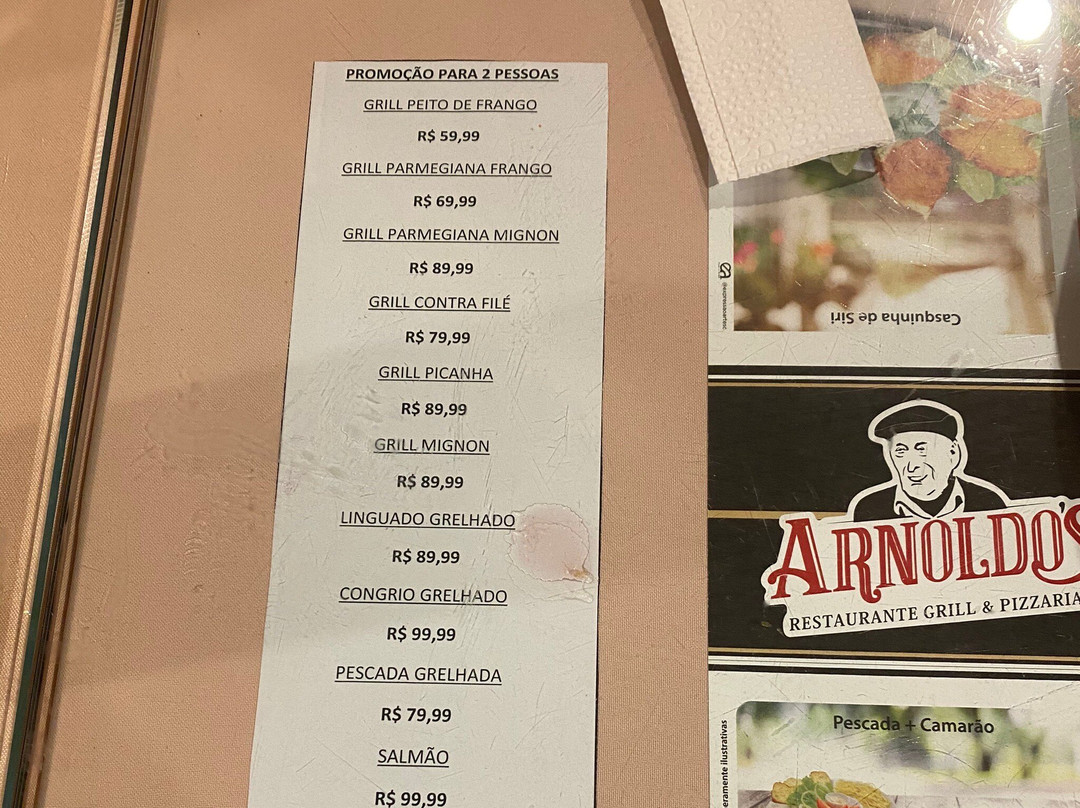 PROMOÇÃO PARA 2 PESSOAS
GRILL PEITO DE FRANGO
R$ 59,99
GRILL PARMEGIANA FRANGO
R$ 69,99
GRILL PARMEGIANA MIGNON
R$ 89,99
GRILL CONTRA FILÉ
R$ 79,99
GRILL PICANHA
R$ 89,99
GRILL MIGNON
R$ 89,99
LINGUADO GRELHADO
R$ 89,99
CONGRIO GRELHADO
R$ 99,99
PESCADA GRELHADA
R$ 79,99
SALMÃO
R$ 99,99
Casquinha de Siri
ARNOLDO'S
RESTAURANTE GRILL & PIZZARIA
Pescada + Camarão
ilustrativas